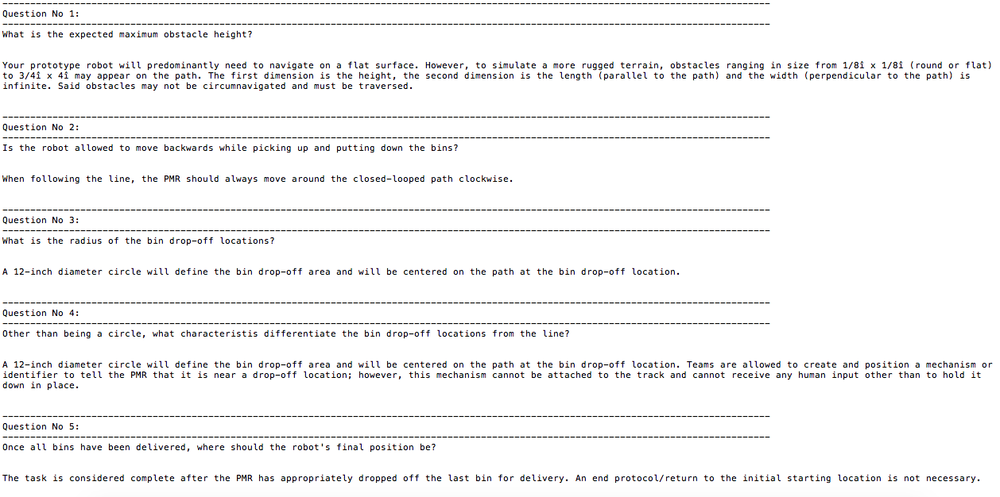 Question No 1:
What is the expected maximum obstacle height?
Your prototype robot will predominantly need to navigate on a flat surface. However, to simulate a more rugged terrain, obstacles ranging in size from 1/8î x 1/8î (round or flat)
to 3/4î x 4î may appear on the path. The first dimension is the height, the second dimension is the length (parallel to the path) and the width (perpendicular to the path) is
infinite. Said obstacles may not be circumnavigated and must be traversed.
Question No 2:
Is the robot allowed to move backwards while picking up and putting down the bins?
When following the line, the PMR should always move around the closed-looped path clockwise.
Question No 3:
What is the radius of the bin drop-off locations?
A 12-inch diameter circle will define the bin drop-off area and will be centered on the path at the bin drop-off location.
Question No 4:
Other than being a circle, what characteristis differentiate the bin drop-off locations from the line?
A 12-inch diameter circle will define the bin drop-off area and will be centered on the path at the bin drop-off location. Teams are allowed to create and position a mechanism or
identifier to tell the PMR that it is near a drop-off location; however, this mechanism cannot be attached to the track and cannot receive any human input other than to hold it
down in place.
Question No 5:
Once all bins have been delivered, where should the robot's final position be?
The task is considered complete after the PMR has appropriately dropped off the last bin for delivery. An end protocol/return to the initial starting location is not necessary.